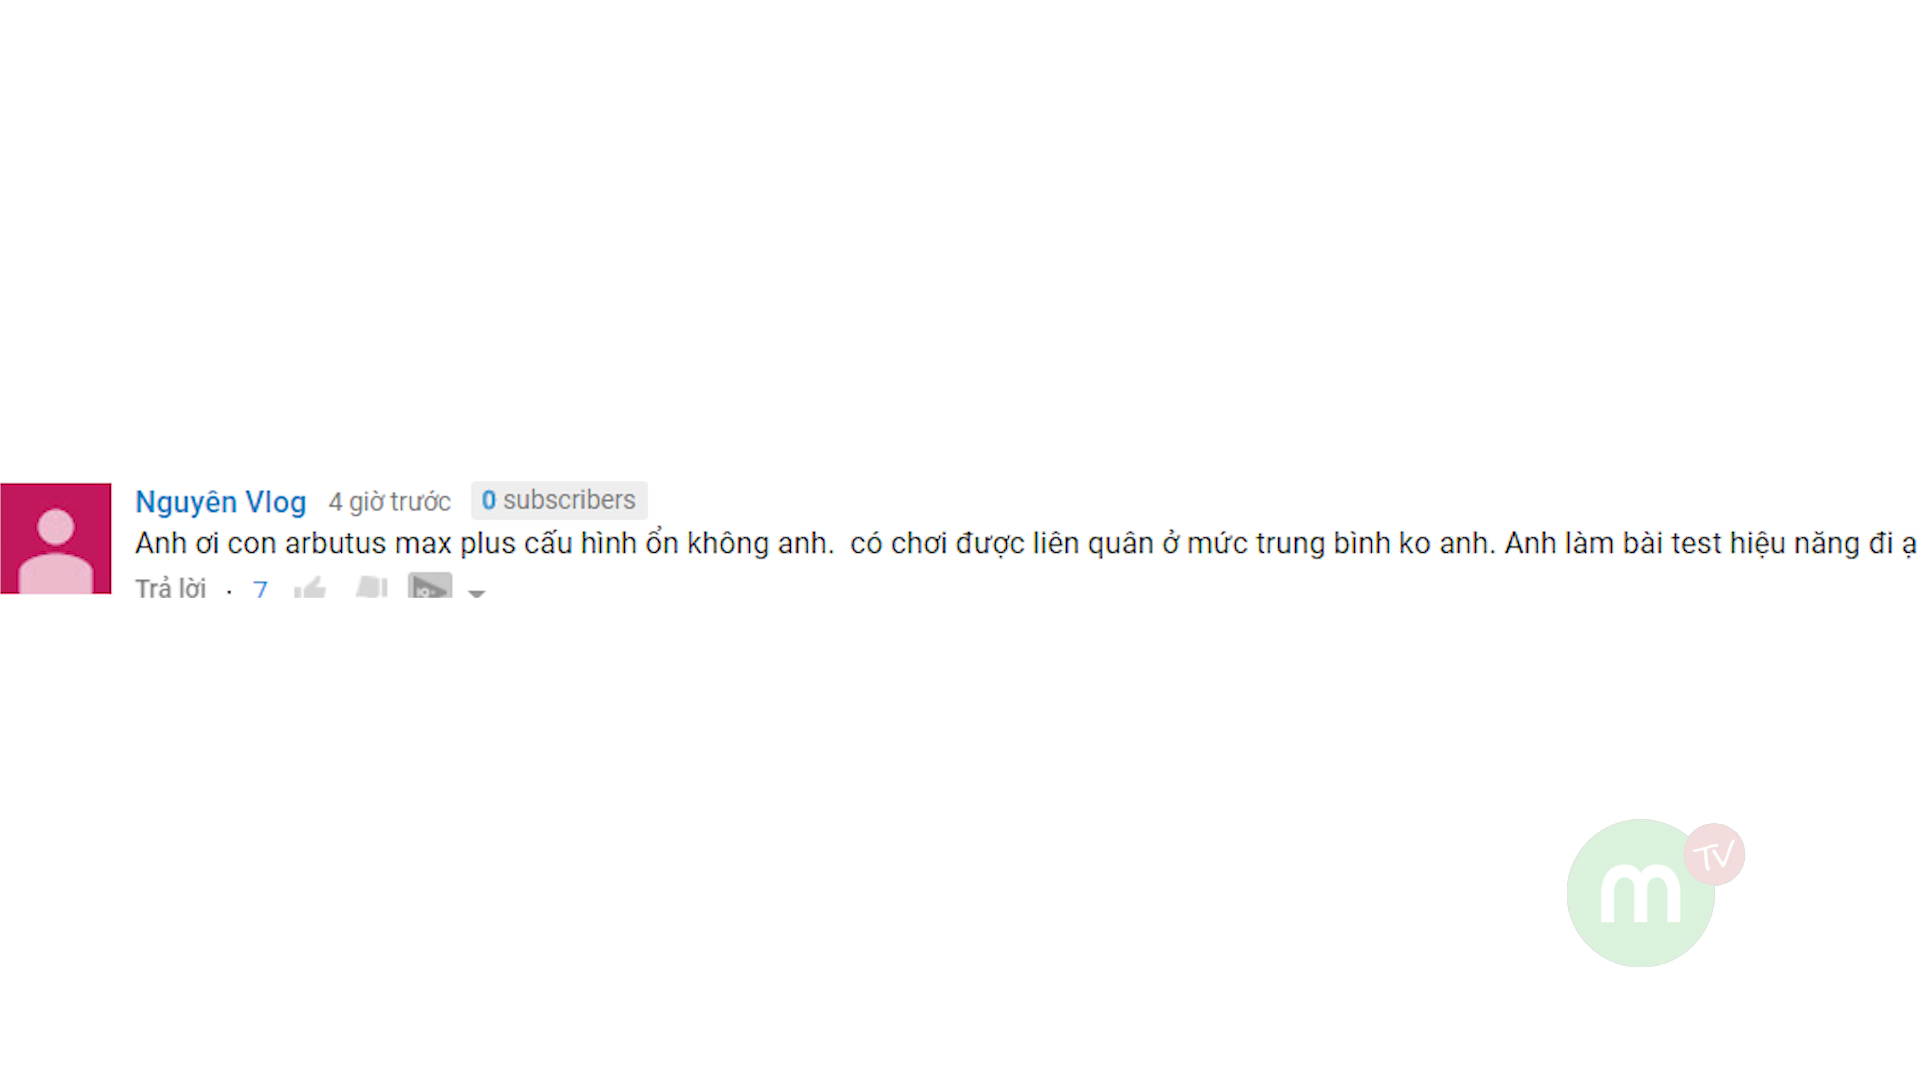 Nguyên Vlog 4 giờ trước 0 subscribers
Anh ơi con arbutus max plus cấu hình ổn không anh.  có chơi được liên quân ở mức trung bình ko anh. Anh làm bài test hiệu năng đi ạ
Trả lời · 7
m TV